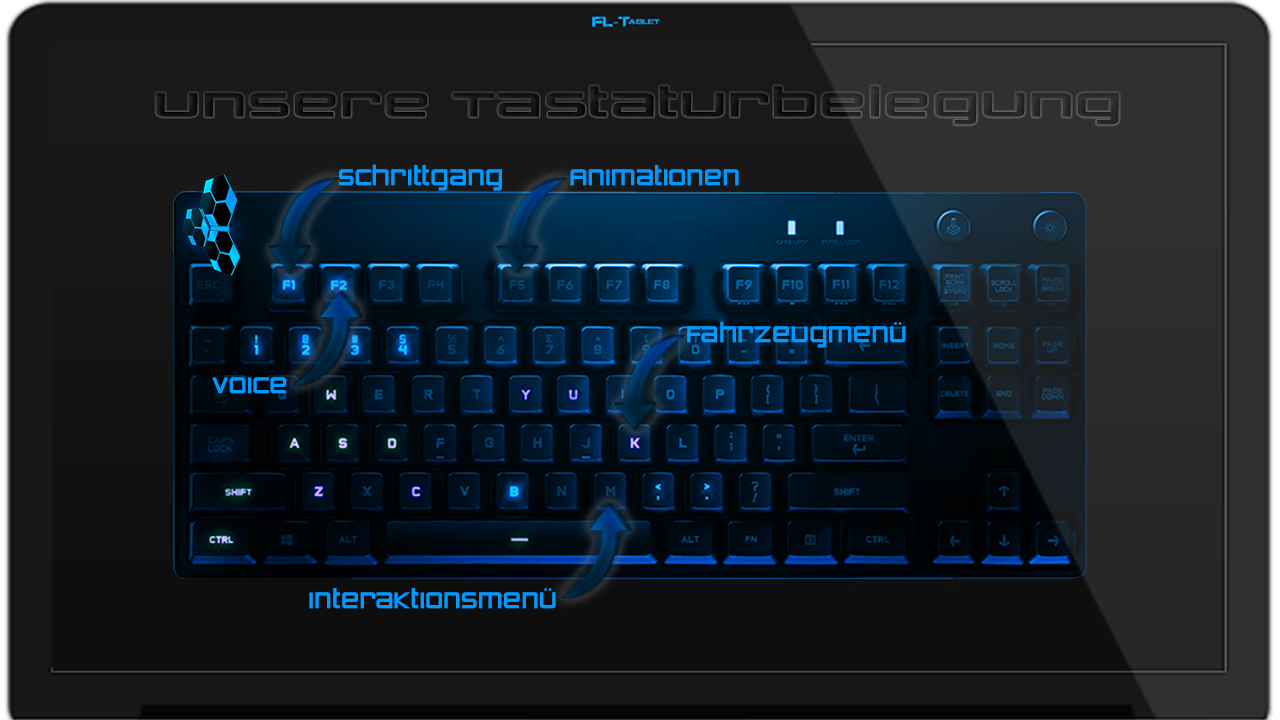 FL-Tablet
unsere Tastaturbelegung
schrittgang
Animationen
CAPS LOCK
SCROLL LOCK
ESC F1 F2 F3 F4 F5 F6 F7 F8 F9 F10 F11 F12
PRINT SCRN SYSRQ
SCROLL LOCK
PAUSE BREAK
Fahrzeugmenü
! 1 @ 2 # 3 $ 4 % 5 ^ 6 & 7 * 8 0 - =
INSERT HOME PAGE UP
voice
W E R T Y U O P { [ } ]
DELETE END PAGE DOWN
CAPS LOCK
A S D F G H J K L : ; " '
ENTER
SHIFT Z X C V B N M < , > . ? / SHIFT
CTRL ALT ALT FN CTRL
interaktionsmenü